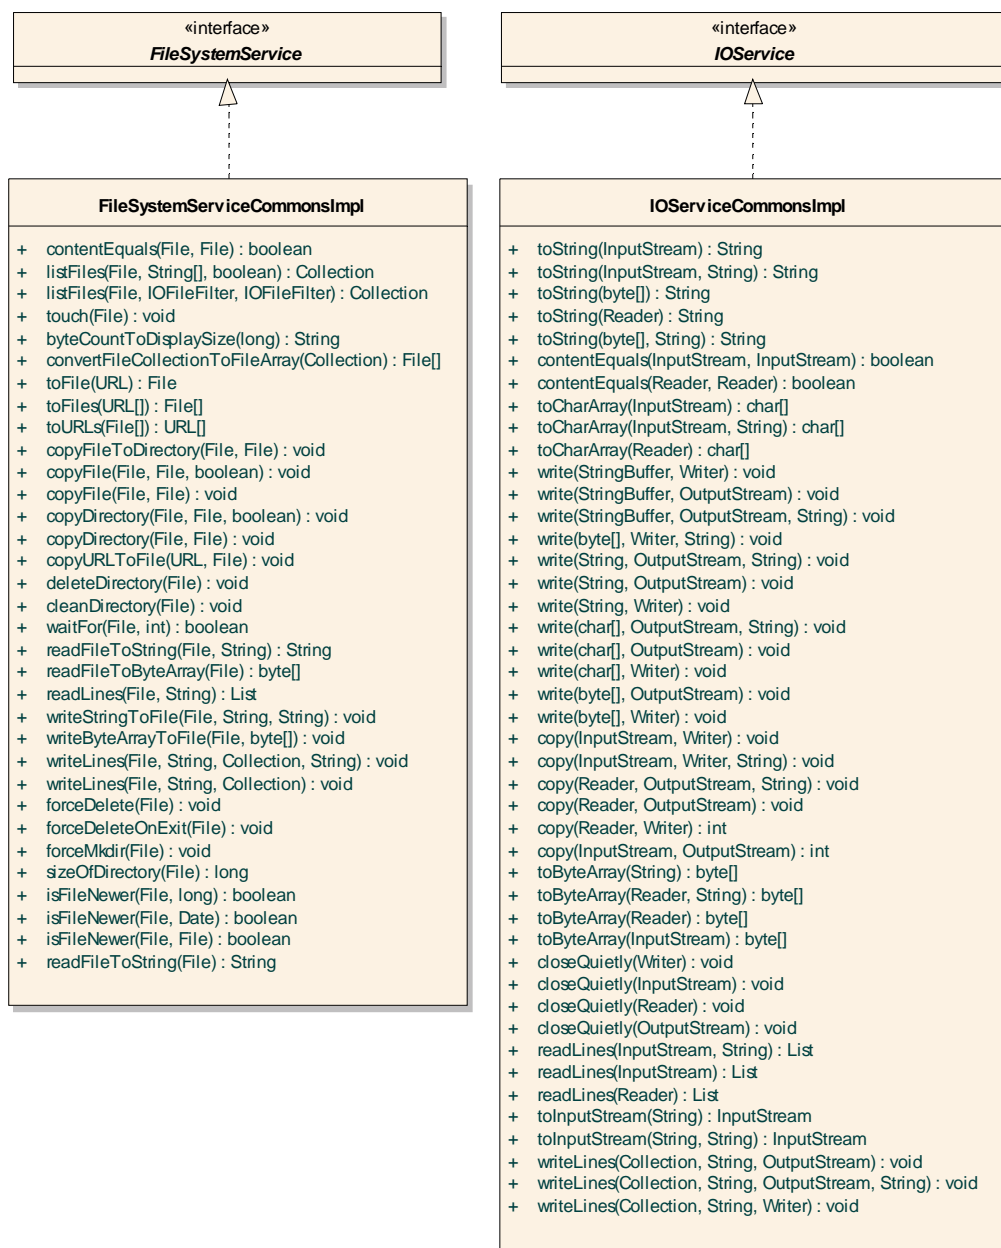 «interface»
FileSystemService
FileSystemServiceCommonsImpl
+ contentEquals(File, File) : boolean
+ listFiles(File, String[], boolean) : Collection
+ listFiles(File, IOFileFilter, IOFileFilter) : Collection
+ touch(File) : void
+ byteCountToDisplaySize(long) : String
+ convertFileCollectionToFileArray(Collection) : File[]
+ toFile(URL) : File
+ toFiles(URL[]) : File[]
+ toURLs(File[]) : URL[]
+ copyFileToDirectory(File, File) : void
+ copyFile(File, File, boolean) : void
+ copyFile(File, File) : void
+ copyDirectory(File, File, boolean) : void
+ copyDirectory(File, File) : void
+ copyURLToFile(URL, File) : void
+ deleteDirectory(File) : void
+ cleanDirectory(File) : void
+ waitFor(File, int) : boolean
+ readFileToString(File, String) : String
+ readFileToByteArray(File) : byte[]
+ readLines(File, String) : List
+ writeStringToFile(File, String, String) : void
+ writeByteArrayToFile(File, byte[]) : void
+ writeLines(File, String, Collection, String) : void
+ writeLines(File, String, Collection) : void
+ forceDelete(File) : void
+ forceDeleteOnExit(File) : void
+ forceMkdir(File) : void
+ sizeOfDirectory(File) : long
+ isFileNewer(File, long) : boolean
+ isFileNewer(File, Date) : boolean
+ isFileNewer(File, File) : boolean
+ readFileToString(File) : String
«interface»
IOService
IOServiceCommonsImpl
+ toString(InputStream) : String
+ toString(InputStream, String) : String
+ toString(byte[]) : String
+ toString(Reader) : String
+ toString(byte[], String) : String
+ contentEquals(InputStream, InputStream) : boolean
+ contentEquals(Reader, Reader) : boolean
+ toCharArray(InputStream) : char[]
+ toCharArray(InputStream, String) : char[]
+ toCharArray(Reader) : char[]
+ write(StringBuffer, Writer) : void
+ write(StringBuffer, OutputStream) : void
+ write(StringBuffer, OutputStream, String) : void
+ write(byte[], Writer, String) : void
+ write(String, OutputStream, String) : void
+ write(String, OutputStream) : void
+ write(String, Writer) : void
+ write(char[], OutputStream, String) : void
+ write(char[], OutputStream) : void
+ write(char[], Writer) : void
+ write(byte[], OutputStream) : void
+ write(byte[], Writer) : void
+ copy(InputStream, Writer) : void
+ copy(InputStream, Writer, String) : void
+ copy(Reader, OutputStream, String) : void
+ copy(Reader, OutputStream) : void
+ copy(Reader, Writer) : int
+ copy(InputStream, OutputStream) : int
+ toByteArray(String) : byte[]
+ toByteArray(Reader, String) : byte[]
+ toByteArray(Reader) : byte[]
+ toByteArray(InputStream) : byte[]
+ closeQuietly(Writer) : void
+ closeQuietly(InputStream) : void
+ closeQuietly(Reader) : void
+ closeQuietly(OutputStream) : void
+ readLines(InputStream, String) : List
+ readLines(InputStream) : List
+ readLines(Reader) : List
+ toInputStream(String) : InputStream
+ toInputStream(String, String) : InputStream
+ writeLines(Collection, String, OutputStream) : void
+ writeLines(Collection, String, OutputStream, String) : void
+ writeLines(Collection, String, Writer) : void